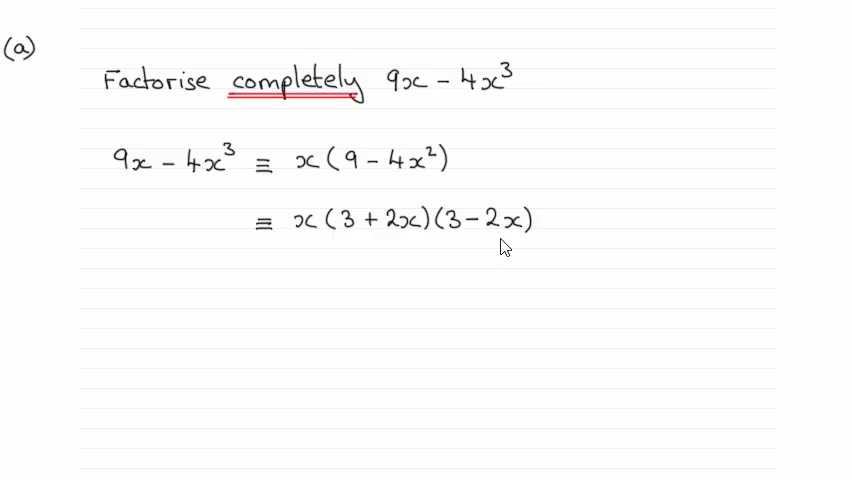 (a)
Factorise completely 9x - 4x³
9x - 4x³ ≡ x(9 - 4x²)
≡ x(3 + 2x)(3 - 2x)